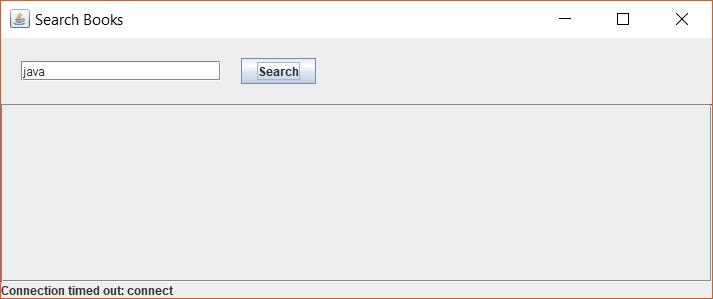 Search Books
java
Search
Connection timed out: connect